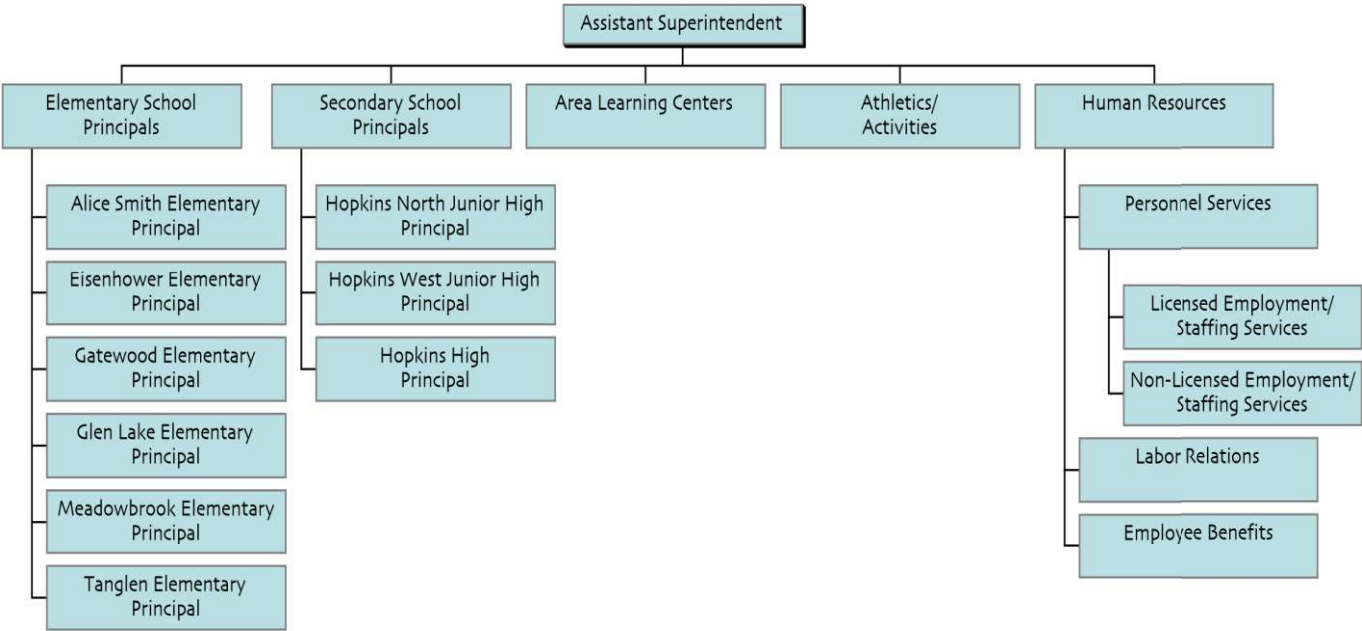 Assistant Superintendent
Elementary School
Principals
Secondary School
Principals
Area Learning Centers
Athletics/
Activities
Human Resources
Alice Smith Elementary
Principal
Eisenhower Elementary
Principal
Gatewood Elementary
Principal
Glen Lake Elementary
Principal
Meadowbrook Elementary
Principal
Tanglen Elementary
Principal
Hopkins North Junior High
Principal
Hopkins West Junior High
Principal
Hopkins High
Principal
Personnel Services
Licensed Employment/
Staffing Services
Non-Licensed Employment/
Staffing Services
Labor Relations
Employee Benefits